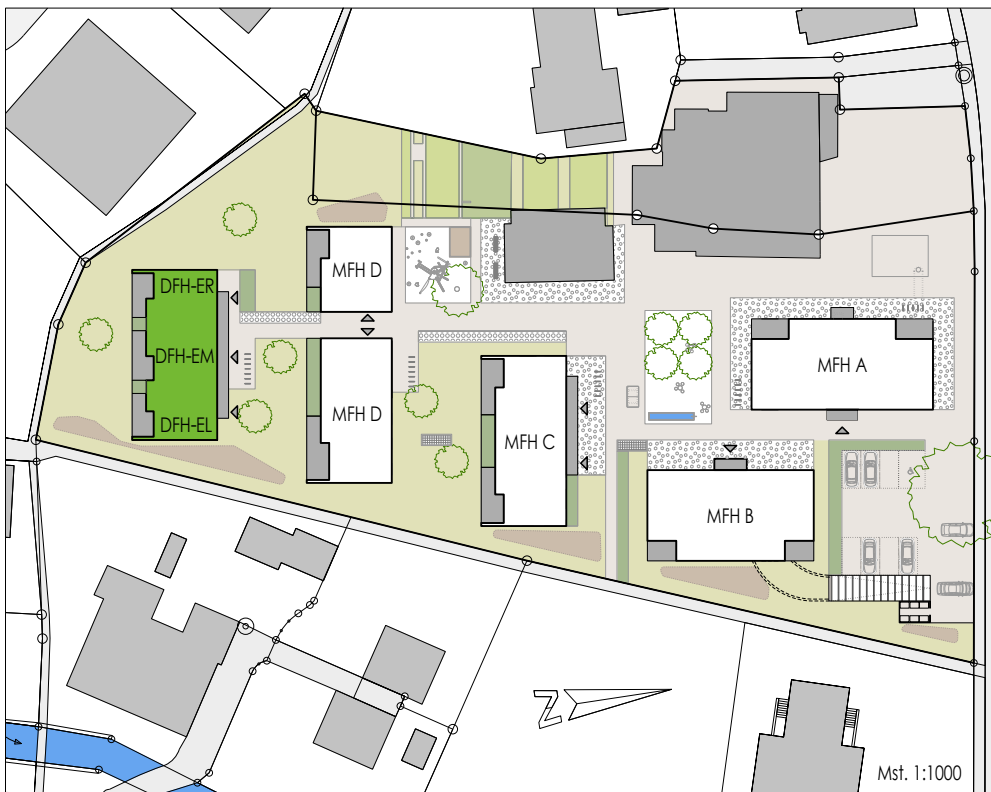 DFH-ER
MFH D
DFH-EM
MFH A
MFH D
DFH-EL
MFH C
MFH B
N
Mst. 1:1000